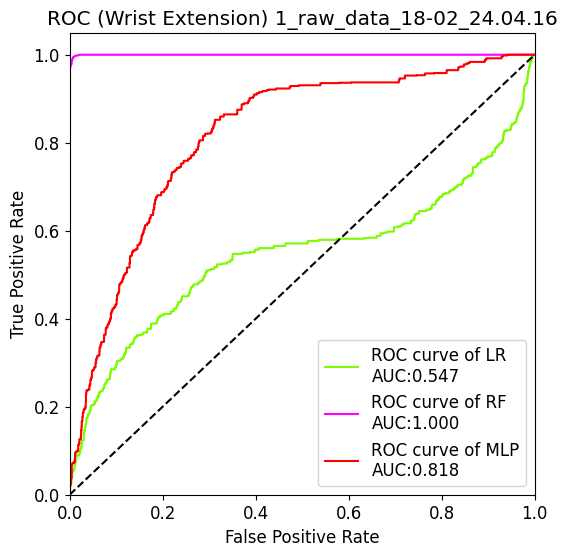 ROC (Wrist Extension) 1_raw_data_18-02_24.04.16
True Positive Rate
1.0
0.8
0.6
0.4
0.2
0.0
ROC curve of LR
AUC:0.547
ROC curve of RF
AUC:1.000
ROC curve of MLP
AUC:0.818
0.0 0.2 0.4 0.6 0.8 1.0
False Positive Rate